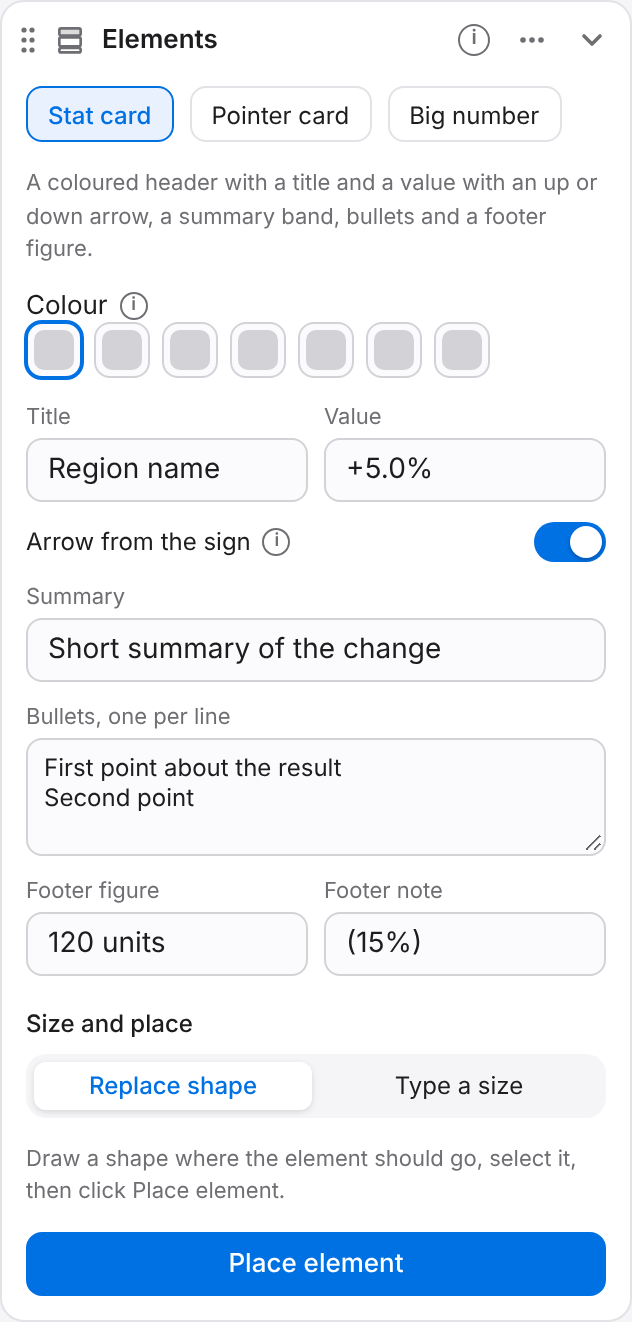 Elements
Stat card
Pointer card
Big number
A coloured header with a title and a value with an up or
down arrow, a summary band, bullets and a footer
figure.
Colour
Title
Value
Region name
+5.0%
Arrow from the sign
Summary
Short summary of the change
Bullets, one per line
First point about the result
Second point
Footer figure
Footer note
120 units
(15%)
Size and place
Replace shape
Type a size
Draw a shape where the element should go, select it,
then click Place element.
Place element